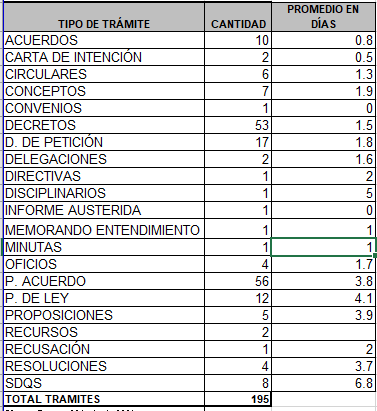 TIPO DE TRÁMITE CANTIDAD PROMEDIO EN DÍAS
ACUERDOS 10 0.8
CARTA DE INTENCIÓN 2 0.5
CIRCULARES 6 1.3
CONCEPTOS 7 1.9
CONVENIOS 1 0
DECRETOS 53 1.5
D. DE PETICIÓN 17 1.8
DELEGACIONES 2 1.6
DIRECTIVAS 1 2
DISCIPLINARIOS 1 5
INFORME AUSTERIDA 1 0
MEMORANDO ENTENDIMIENTO 1 1
MINUTAS 1 1
OFICIOS 4 1.7
P. ACUERDO 56 3.8
P. DE LEY 12 4.1
PROPOSICIONES 5 3.9
RECURSOS 2
RECUSACIÓN 1 2
RESOLUCIONES 4 3.7
SDQS 8 6.8
TOTAL TRAMITES 195